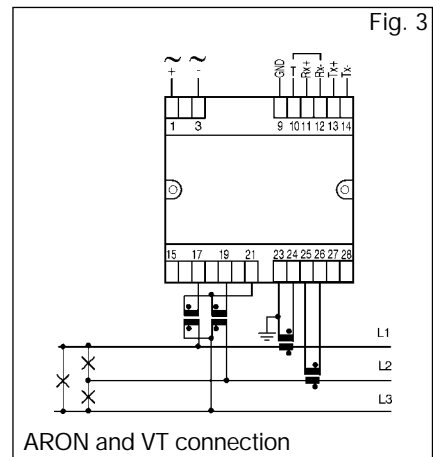 Fig. 3
~ ~
+ -
GND T Rx+ Rx- Tx+ Tx-
1 3 9 10 11 12 13 14
15 17 19 21 23 24 25 26 27 28
L1
L2
L3
ARON and VT connection